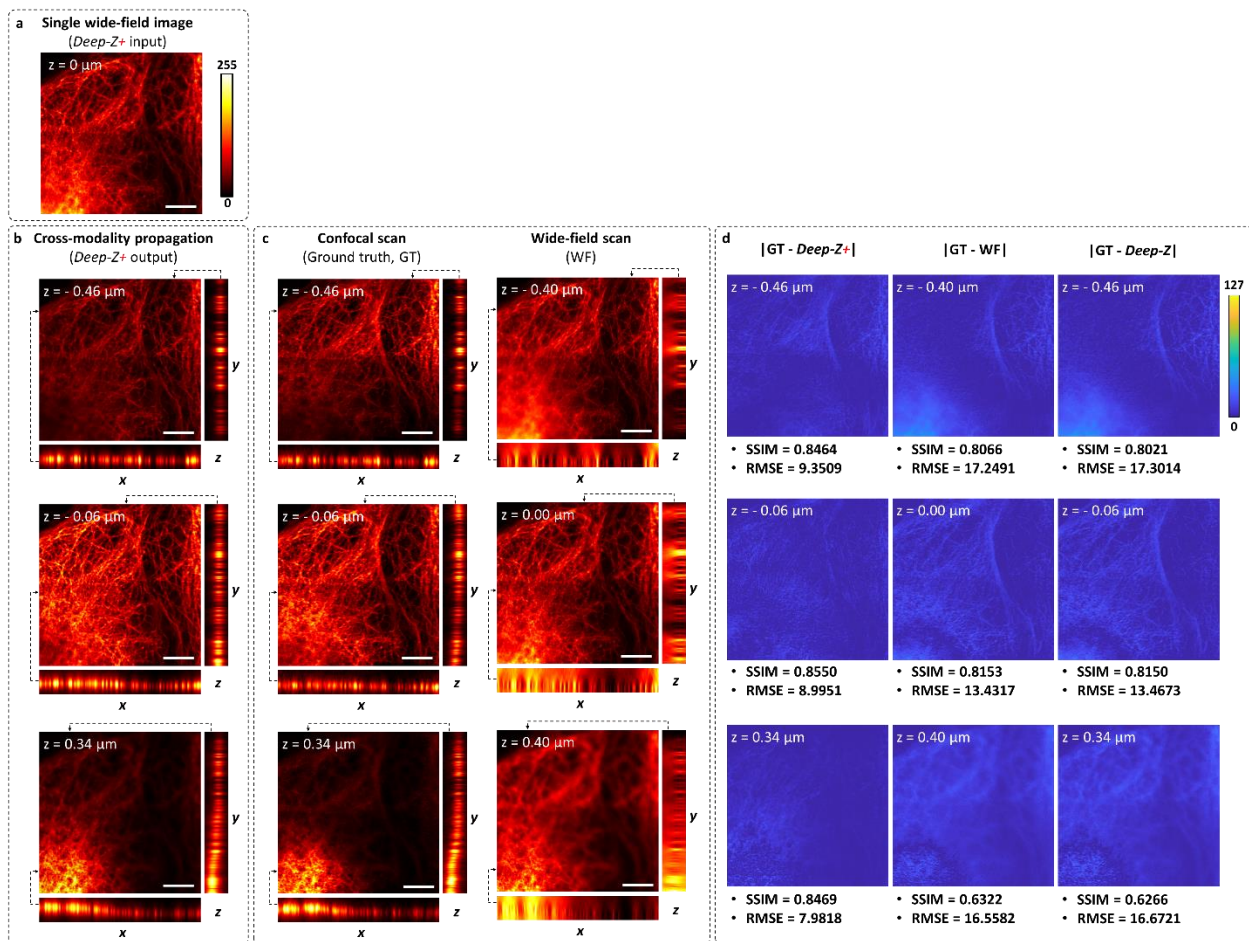 a Single wide-field image
(Deep-Z+ input)
z = 0 µm
255
0
b Cross-modality propagation
(Deep-Z+ output)
z = - 0.46 µm
y
z
x
z = - 0.06 µm
y
z
x
z = 0.34 µm
y
z
x
c Confocal scan
(Ground truth, GT)
Wide-field scan
(WF)
z = - 0.46 µm
y
z = - 0.40 µm
z
x
x
z = - 0.06 µm
y
z = 0.00 µm
z
x
x
z = 0.34 µm
y
z = 0.40 µm
z
x
x
d |GT - Deep-Z+| |GT - WF| |GT - Deep-Z|
z = - 0.46 µm z = - 0.40 µm z = - 0.46 µm
127
0
• SSIM = 0.8464 • SSIM = 0.8066 • SSIM = 0.8021
• RMSE = 9.3509 • RMSE = 17.2491 • RMSE = 17.3014
z = - 0.06 µm z = 0.00 µm z = - 0.06 µm
• SSIM = 0.8550 • SSIM = 0.8153 • SSIM = 0.8150
• RMSE = 8.9951 • RMSE = 13.4317 • RMSE = 13.4673
z = 0.34 µm z = 0.40 µm z = 0.34 µm
• SSIM = 0.8469 • SSIM = 0.6322 • SSIM = 0.6266
• RMSE = 7.9818 • RMSE = 16.5582 • RMSE = 16.6721